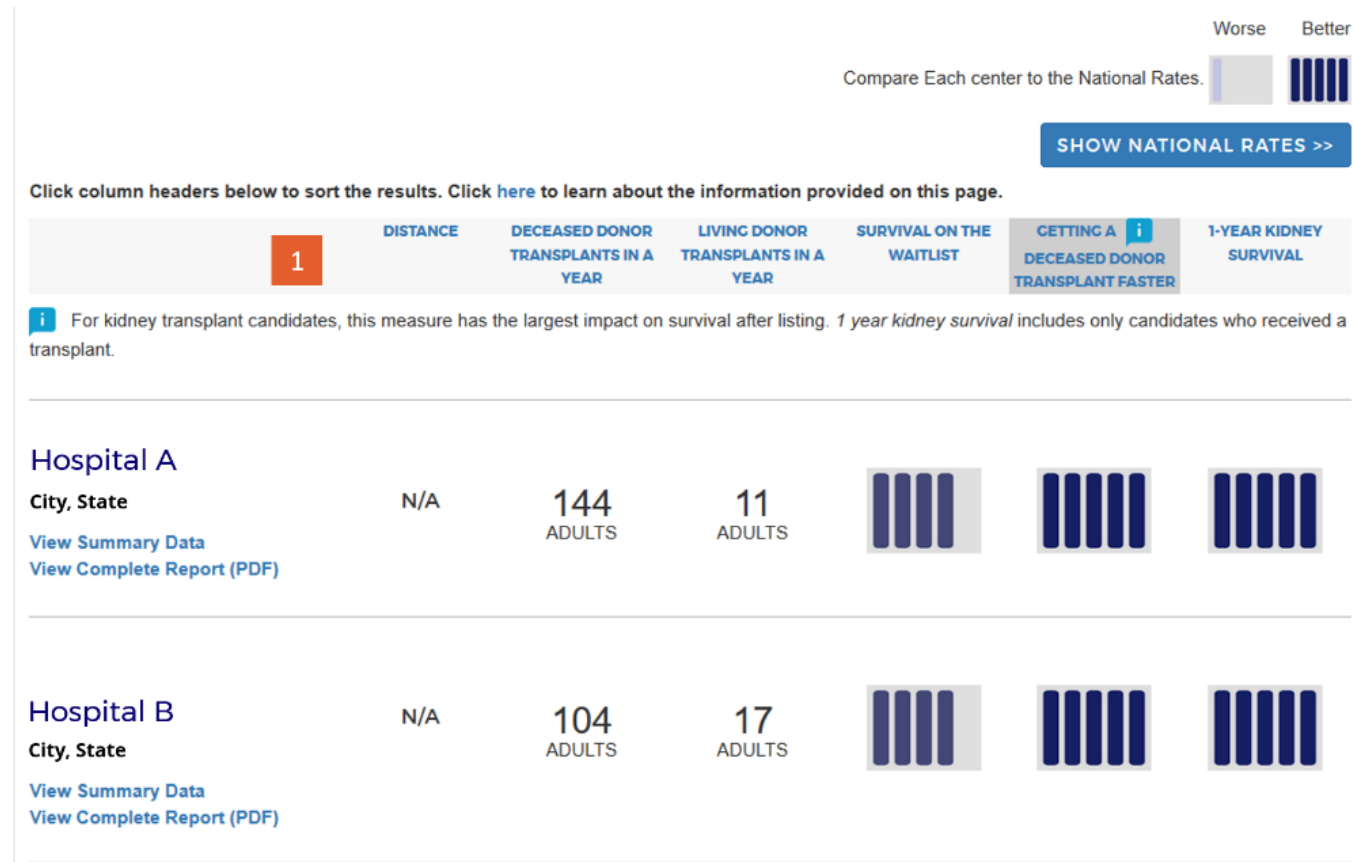 Worse Better
Compare Each center to the National Rates.
SHOW NATIONAL RATES >>
Click column headers below to sort the results. Click here to learn about the information provided on this page.
1
DISTANCE
DECEASED DONOR
TRANSPLANTS IN A
YEAR
LIVING DONOR
TRANSPLANTS IN A
YEAR
SURVIVAL ON THE
WAITLIST
GETTING A i
DECEASED DONOR
TRANSPLANT FASTER
1-YEAR KIDNEY
SURVIVAL
i For kidney transplant candidates, this measure has the largest impact on survival after listing. 1 year kidney survival includes only candidates who received a
transplant.
Hospital A
City, State
View Summary Data
View Complete Report (PDF)
N/A
144
ADULTS
11
ADULTS
Hospital B
City, State
View Summary Data
View Complete Report (PDF)
N/A
104
ADULTS
17
ADULTS